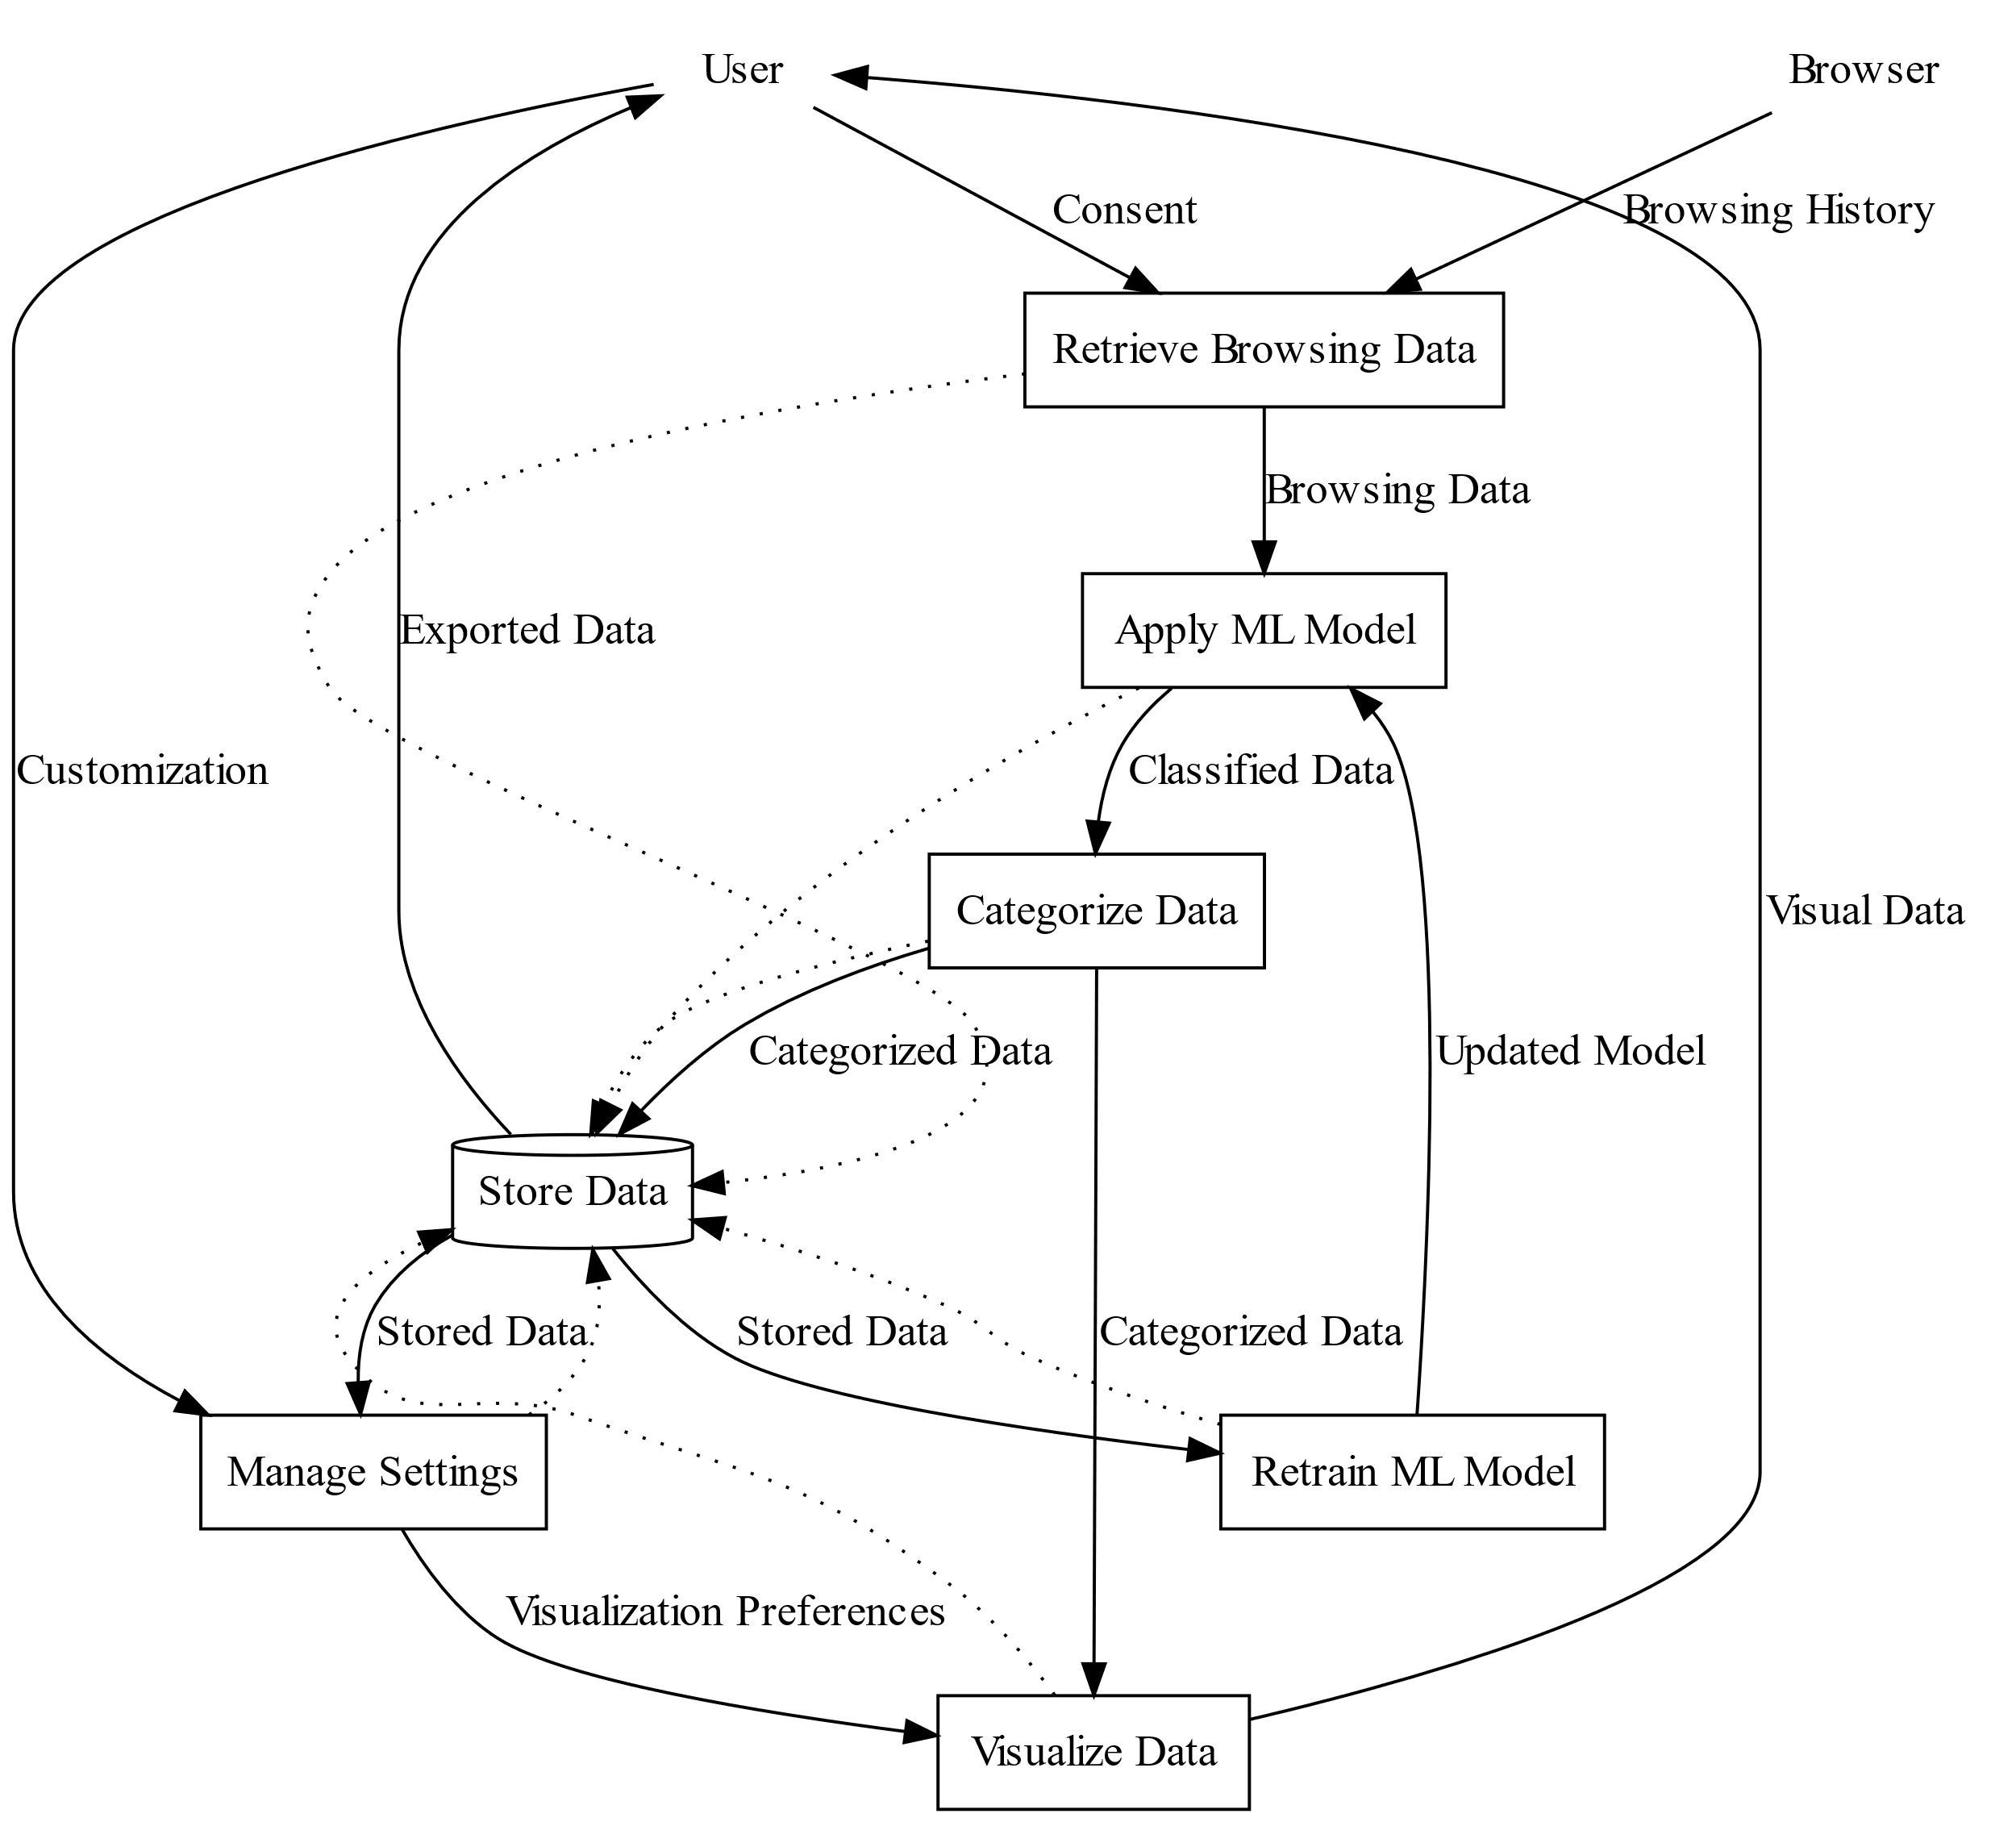 User
Browser
Consent
Browsing History
Retrieve Browsing Data
Browsing Data
Exported Data
Apply ML Model
Customization
Classified Data
Categorize Data
Visual Data
Categorized Data
Updated Model
Store Data
Stored Data
Stored Data
Categorized Data
Manage Settings
Retrain ML Model
Visualization Preferences
Visualize Data